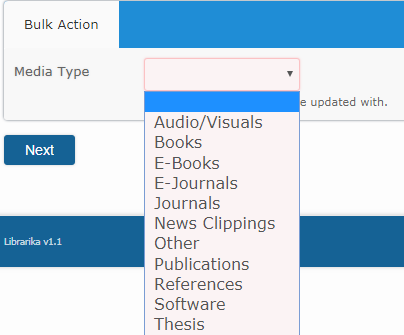 Bulk Action
Media Type
e updated with.
Audio/Visuals
Books
E-Books
E-Journals
Journals
News Clippings
Other
Publications
References
Software
Thesis
Next
Librarika v1.1